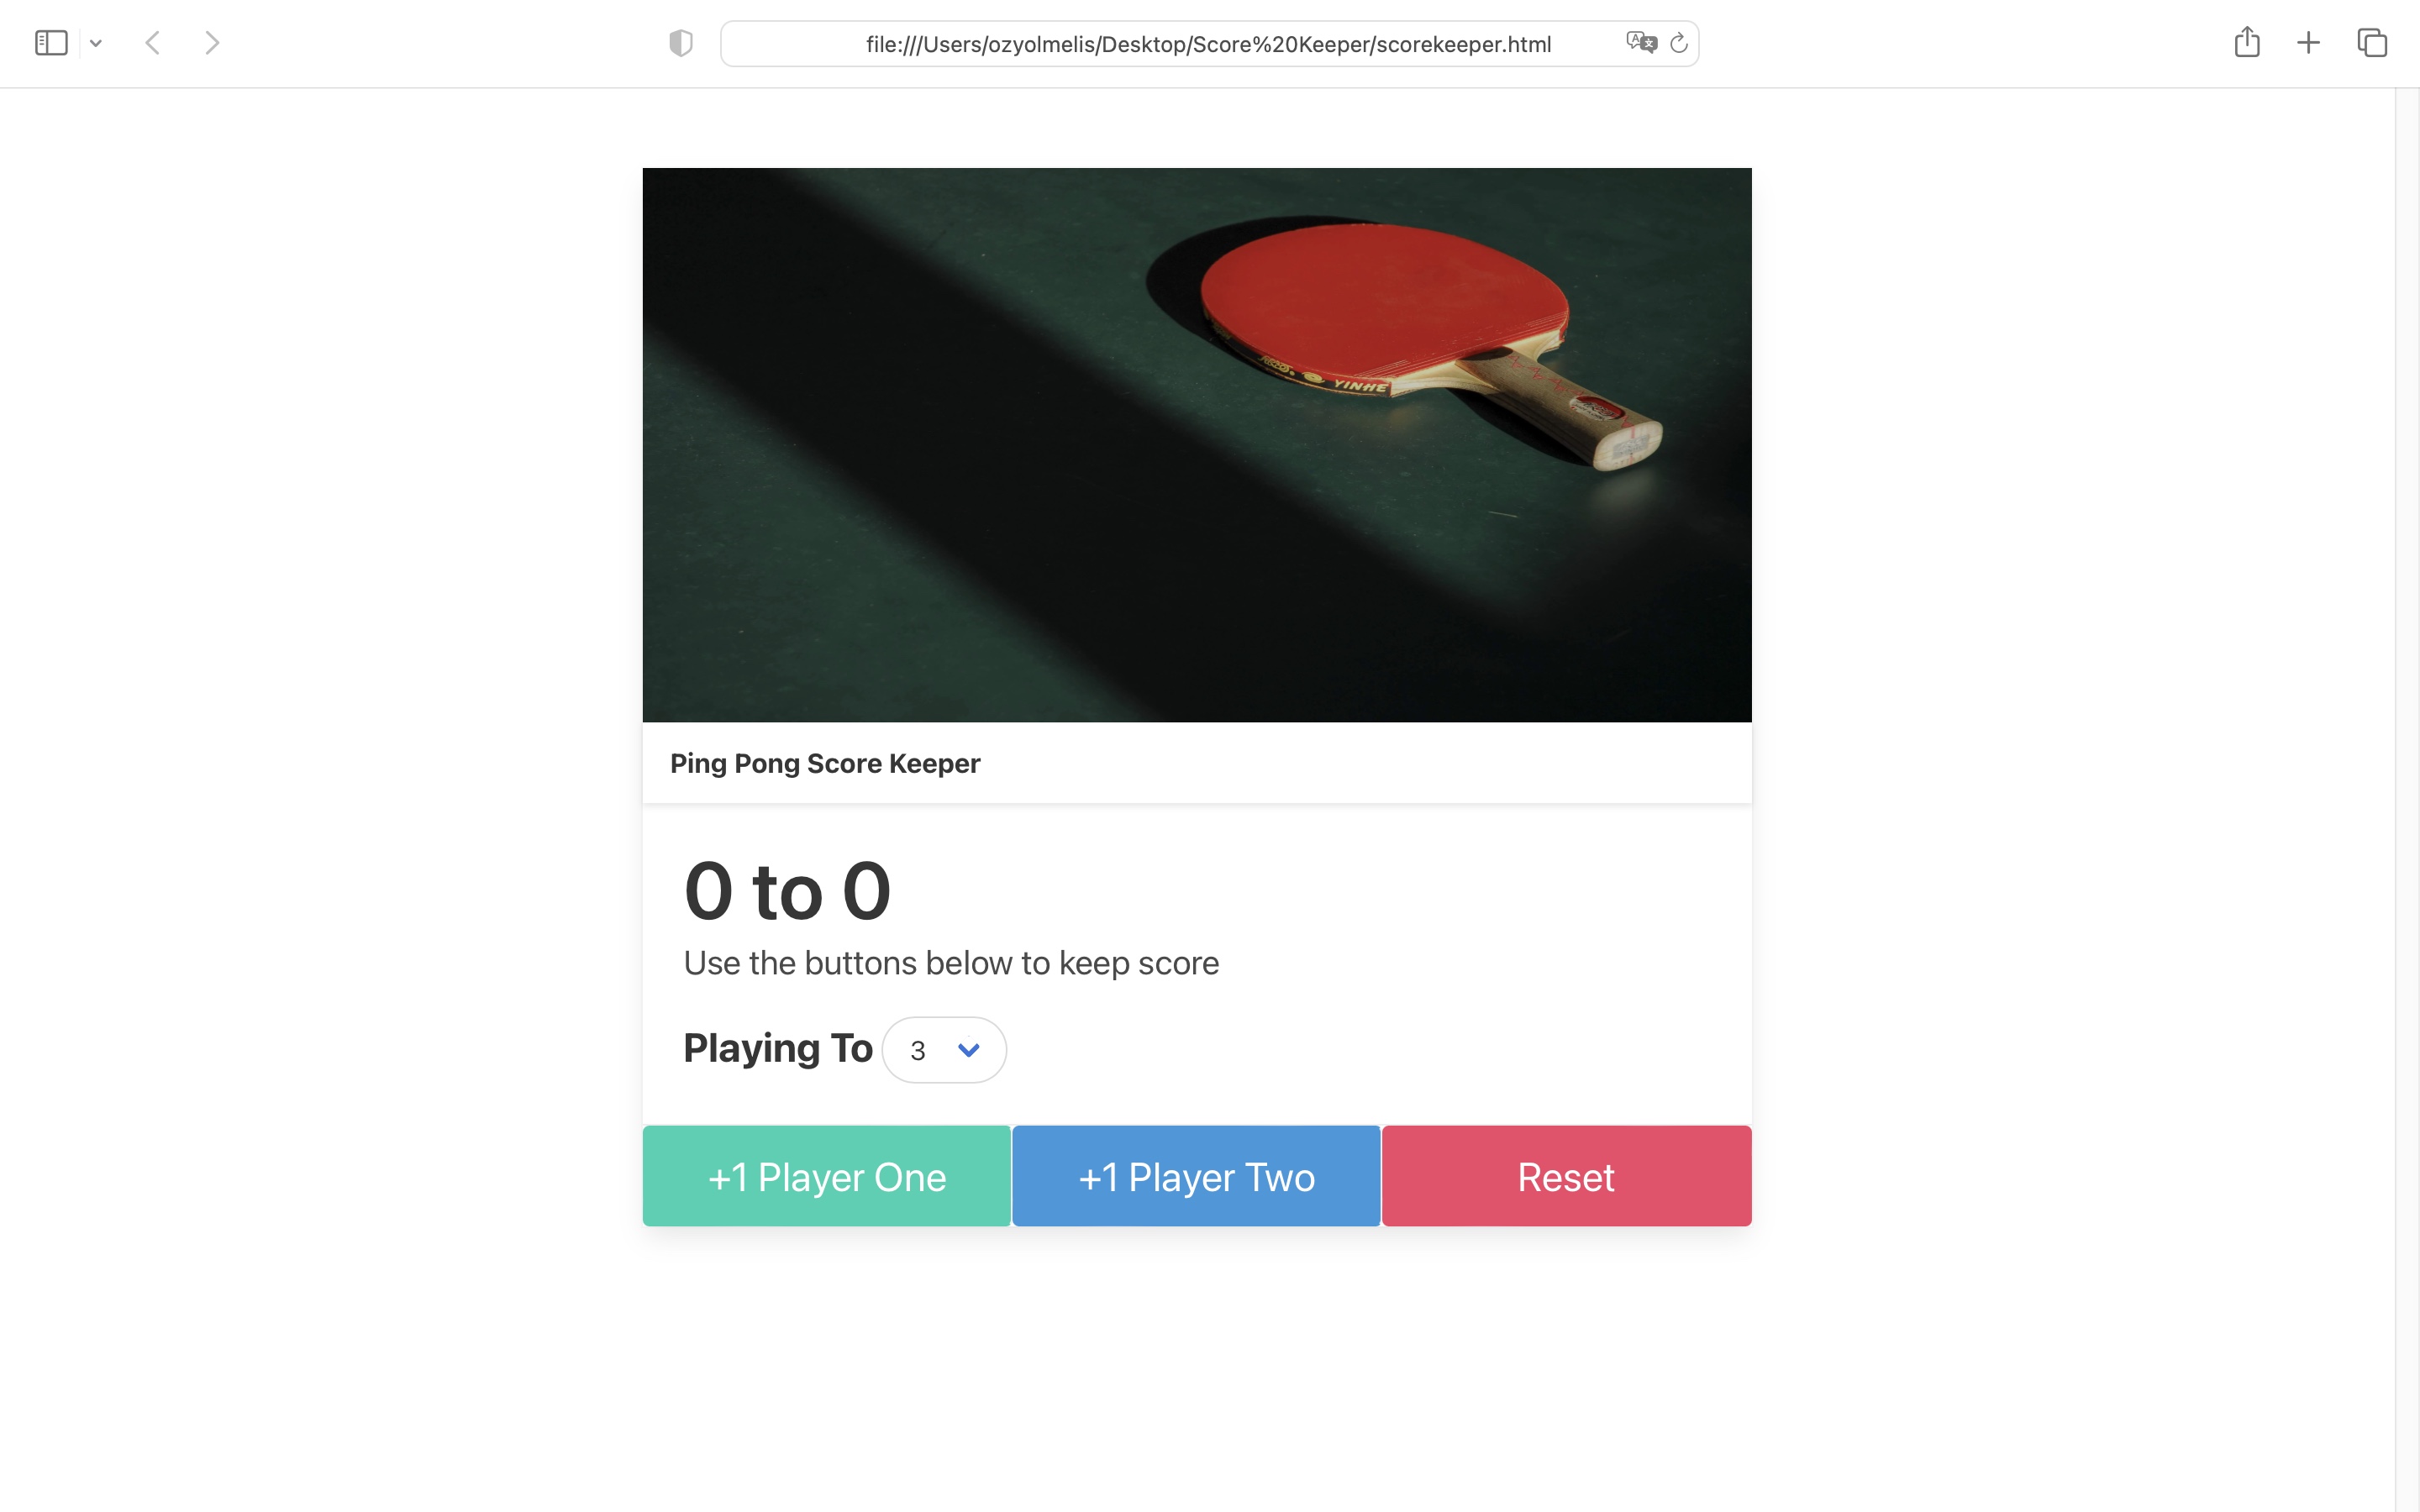 file:///Users/ozyolmelis/Desktop/Score%20Keeper/scorekeeper.html
YINHE
Ping Pong Score Keeper
0 to 0
Use the buttons below to keep score
Playing To 3
+1 Player One +1 Player Two Reset